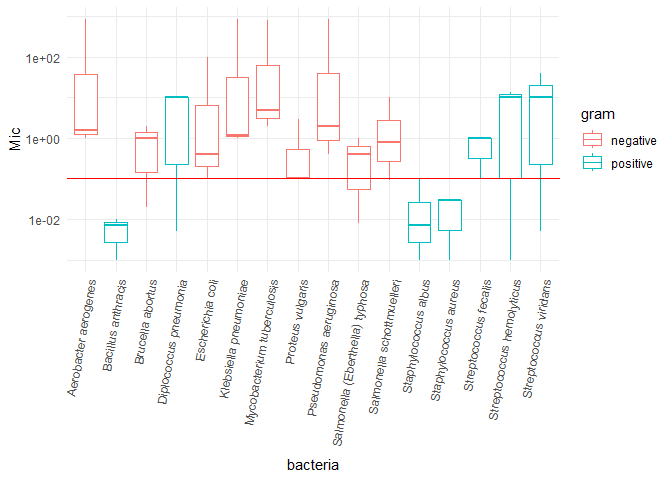 1e+02
1e+00
1e-02
Mic
Aerobacter aerogenes
Bacillus anthracis
Brucella abortus
Diplococcus pneumonia
Escherichia coli
Klebsiella pneumoniae
Mycobacterium tuberculosis
Proteus vulgaris
Pseudomonas aeruginosa
Salmonella (Eberthella) typhosa
Salmonella schottmuelleri
Staphylococcus albus
Staphylococcus aureus
Streptococcus fecalis
Streptococcus hemolyticus
Streptococcus viridans
bacteria
gram
negative
positive